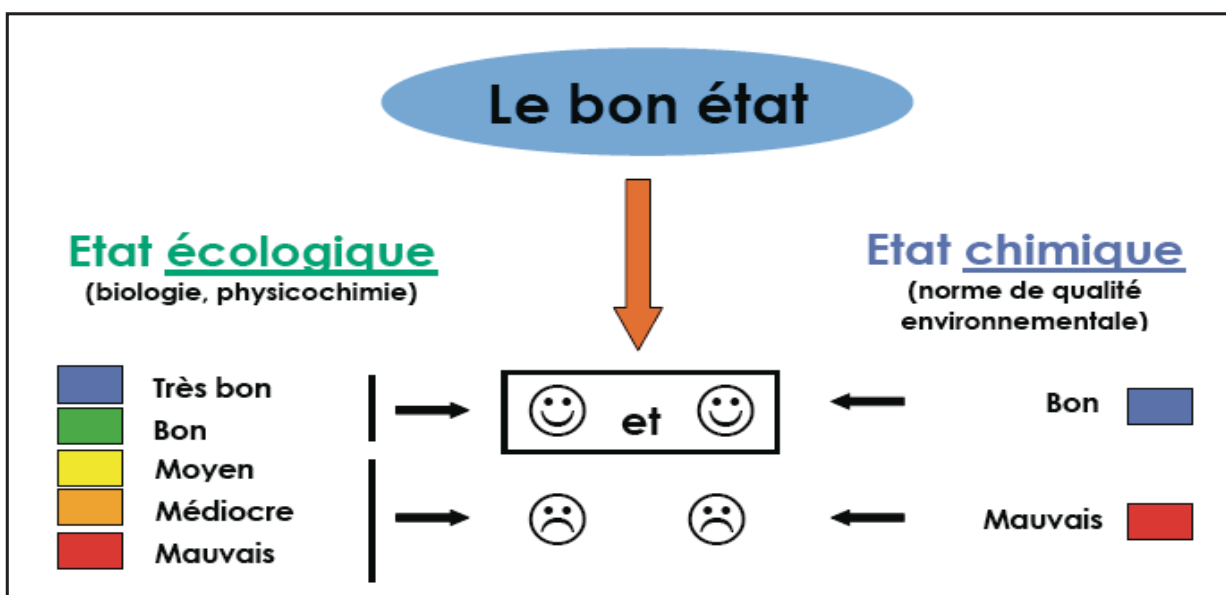 Le bon état
Etat écologique
(biologie, physicochimie)
Etat chimique
(norme de qualité
environnementale)
Très bon
Bon
Moyen
Médiocre
Mauvais
et
Bon
Mauvais